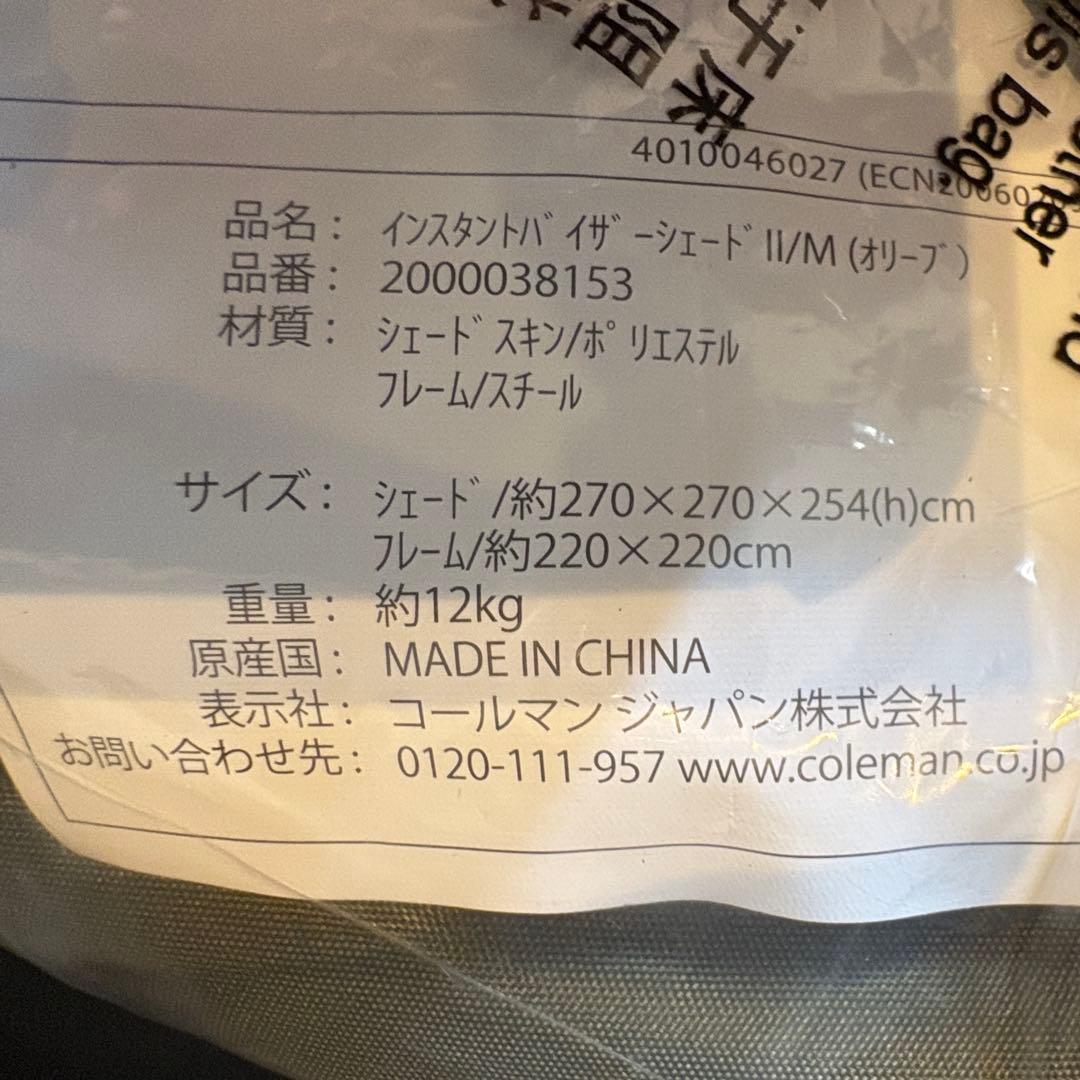 阻
床
ls bag
other
4010046027 (ECN200602
品名： ｲﾝｽﾀﾝﾄﾊﾞｲｻﾞｰｼｪｰﾄﾞII/M (ｵﾘｰﾌﾞ)
品番： 2000038153
材質： ｼｪｰﾄﾞｽｷﾝ/ﾎﾟﾘｴｽﾃﾙ
ﾌﾚｰﾑ/ｽﾁｰﾙ
サイズ： ｼｪｰﾄﾞ/約270×270×254(h)cm
ﾌﾚｰﾑ/約220×220cm
重量： 約12kg
原産国： MADE IN CHINA
表示社： コールマン ジャパン株式会社
お問い合わせ先： 0120-111-957 www.coleman.co.jp